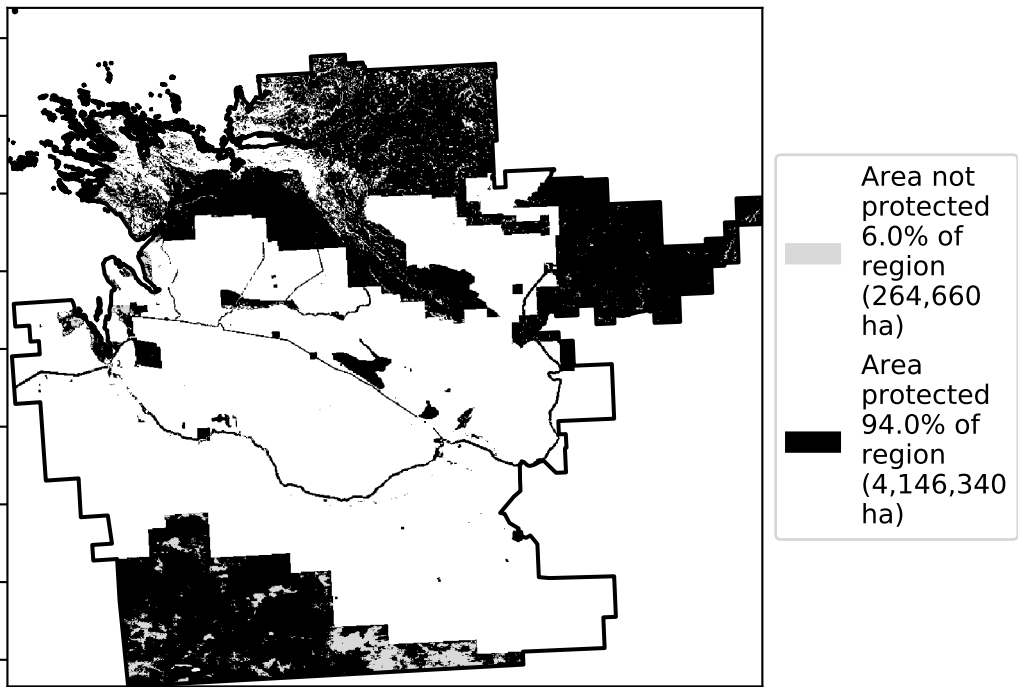 Area not
protected
6.0% of
region
(264,660
ha)
Area
protected
94.0% of
region
(4,146,340
ha)